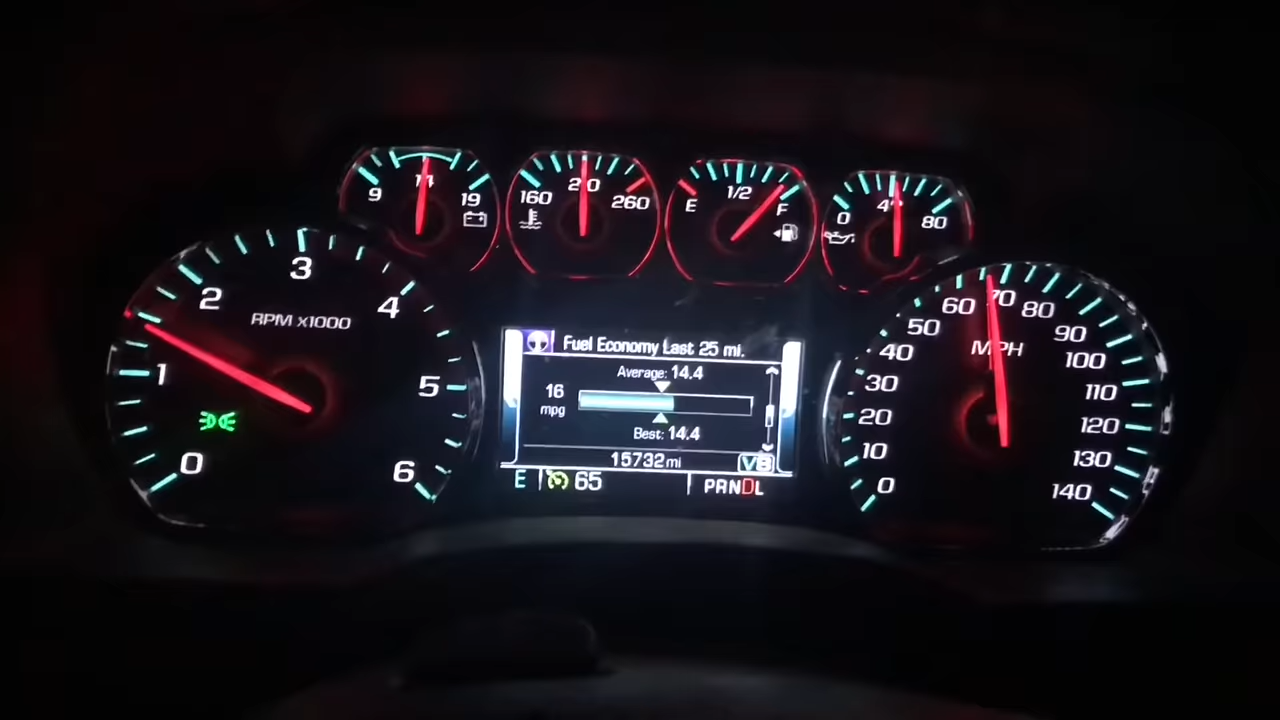 9 14 19
160 210 260
E 1/2 F
0 40 80
0 1 2 3 4 5 6
RPM x1000
Fuel Economy Last 25 mi.
Average: 14.4
16
mpg
Best: 14.4
15732 mi
V8
E 65 PRNDL
0 10 20 30 40 50 60 70 80 90 100 110 120 130 140
MPH